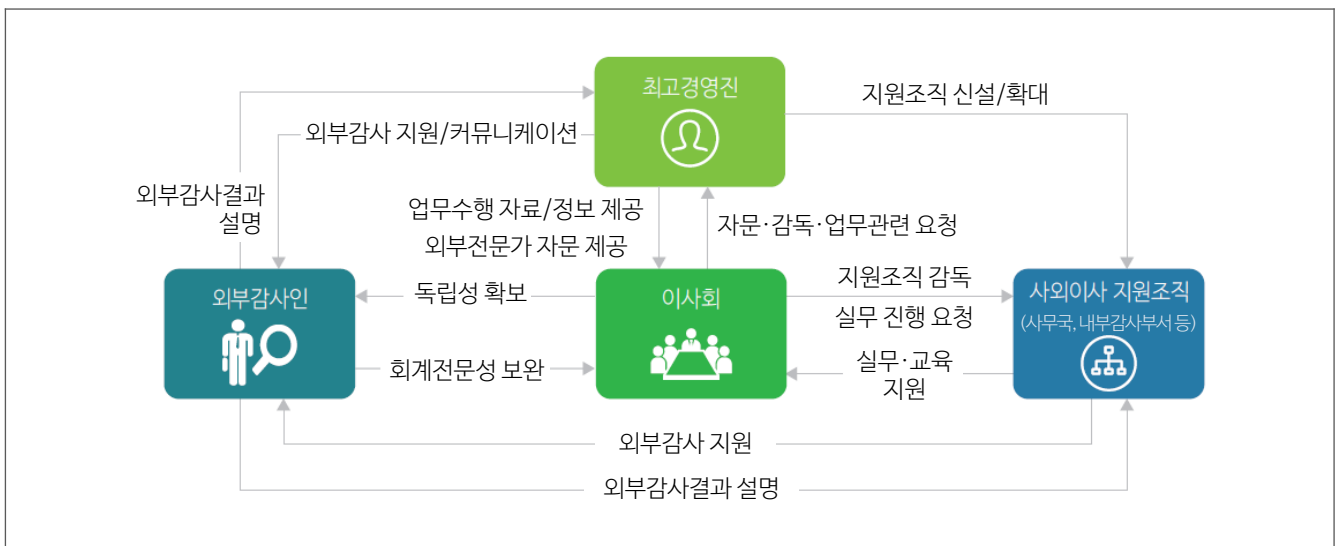 최고경영진
지원조직 신설/확대
외부감사 지원/커뮤니케이션
외부감사결과
설명
업무수행 자료/정보 제공
외부전문가 자문 제공
자문·감독·업무관련 요청
외부감사인
독립성 확보
이사회
지원조직 감독
실무 진행 요청
사외이사 지원조직
(사무국, 내부감사부서 등)
회계전문성 보완
실무·교육
지원
외부감사 지원
외부감사결과 설명